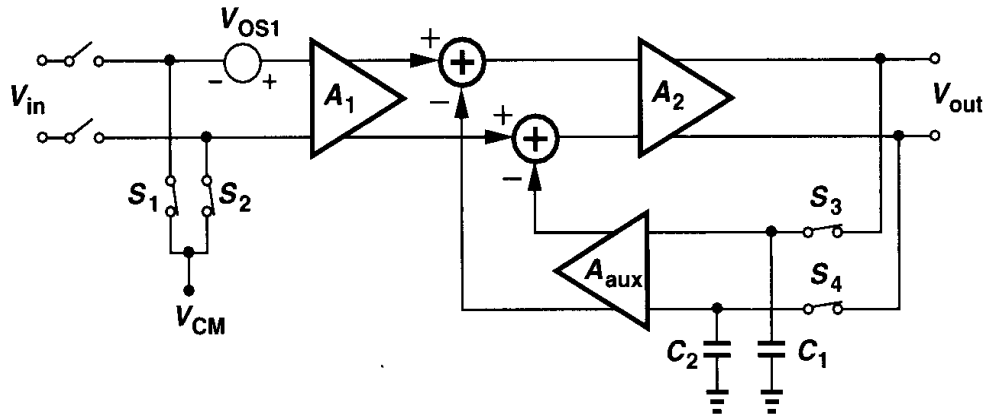 V_OS1
− +
V_in
A_1
+
+
−
+
+
−
A_2
V_out
S_1
S_2
V_CM
A_aux
S_3
S_4
C_2
C_1